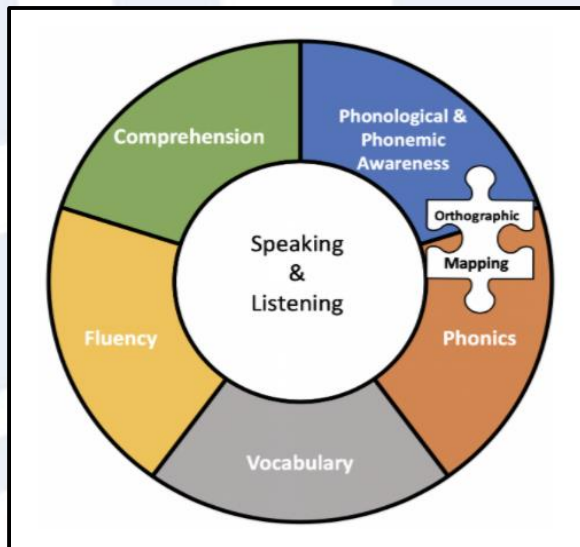 Comprehension
Phonological &
Phonemic
Awareness
Orthographic
Mapping
Speaking
&
Listening
Fluency
Phonics
Vocabulary